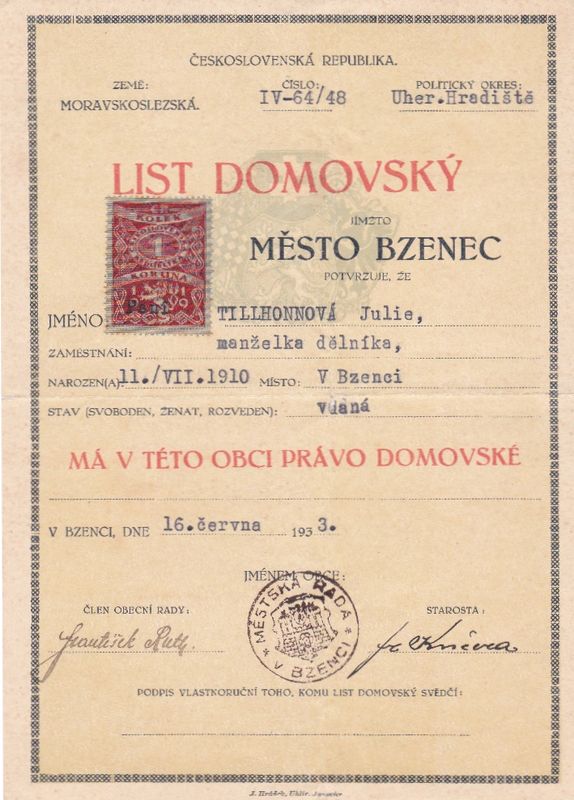 ČESKOSLOVENSKÁ REPUBLIKA.
ZEMĚ: ČÍSLO: POLITICKÝ OKRES:
MORAVSKOSLEZSKÁ. IV-64/48 Uher.Hradiště
LIST DOMOVSKÝ
JÍMŽTO
MĚSTO BZENEC
POTVRZUJE, ŽE
KOLEK
1
KORUNA
JMÉNO TILLHONNOVÁ Julie,
ZAMĚSTNÁNÍ: manželka dělníka,
NAROZEN(A) 11./VII.1910 MÍSTO: V Bzenci
STAV (SVOBODEN, ŽENAT, ROZVEDEN): vdaná
MÁ V TÉTO OBCI PRÁVO DOMOVSKÉ
V BZENCI, DNE 16.června 1933.
JMÉNEM OBCE:
MĚSTSKÁ RADA
* V BZENCI *
ČLEN OBECNÍ RADY: STAROSTA:
František
PODPIS VLASTNORUČNÍ TOHO, KOMU LIST DOMOVSKÝ SVĚDČÍ: